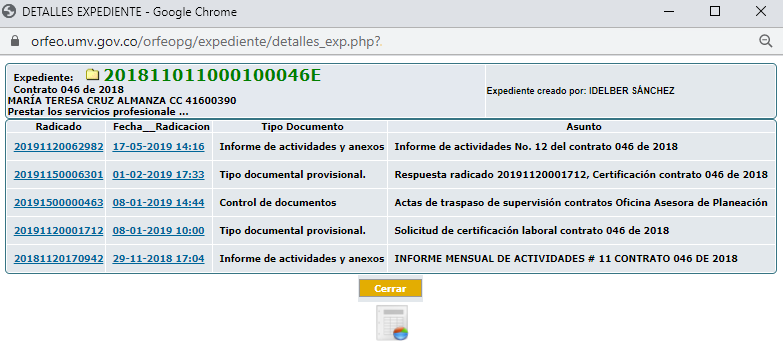 DETALLES EXPEDIENTE - Google Chrome
orfeo.umv.gov.co/orfeopg/expediente/detalles_exp.php?
Expediente: 201811011000100046E
Contrato 046 de 2018
MARÍA TERESA CRUZ ALMANZA CC 41600390
Prestar los servicios profesionale ...
Expediente creado por: IDELBER SÁNCHEZ
Radicado Fecha__Radicacion Tipo Documento Asunto
20191120062982 17-05-2019 14:16 Informe de actividades y anexos Informe de actividades No. 12 del contrato 046 de 2018
20191150006301 01-02-2019 17:33 Tipo documental provisional. Respuesta radicado 20191120001712, Certificación contrato 046 de 2018
20191500000463 08-01-2019 14:44 Control de documentos Actas de traspaso de supervisión contratos Oficina Asesora de Planeación
20191120001712 08-01-2019 10:00 Tipo documental provisional. Solicitud de certificación laboral contrato 046 de 2018
20181120170942 29-11-2018 17:04 Informe de actividades y anexos INFORME MENSUAL DE ACTIVIDADES # 11 CONTRATO 046 DE 2018
Cerrar